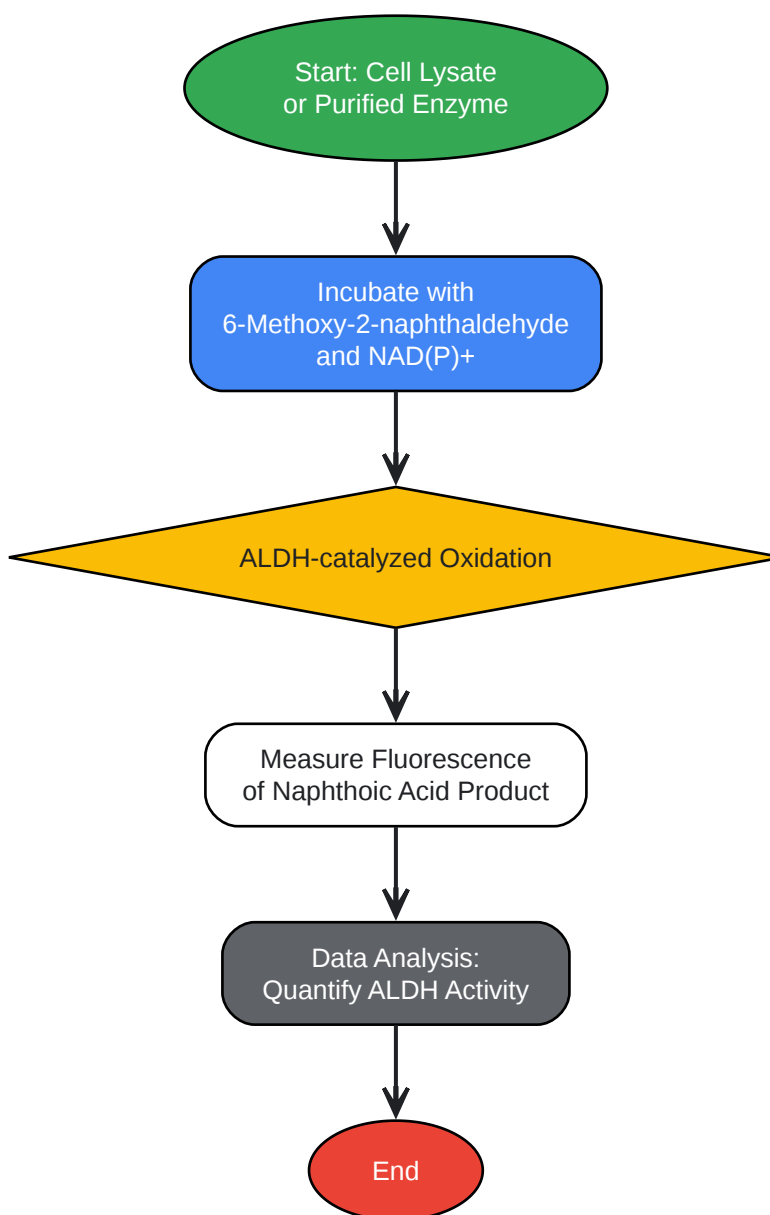 Start: Cell Lysate
or Purified Enzyme
Incubate with
6-Methoxy-2-naphthaldehyde
and NAD(P)+
ALDH-catalyzed Oxidation
Measure Fluorescence
of Naphthoic Acid Product
Data Analysis:
Quantify ALDH Activity
End